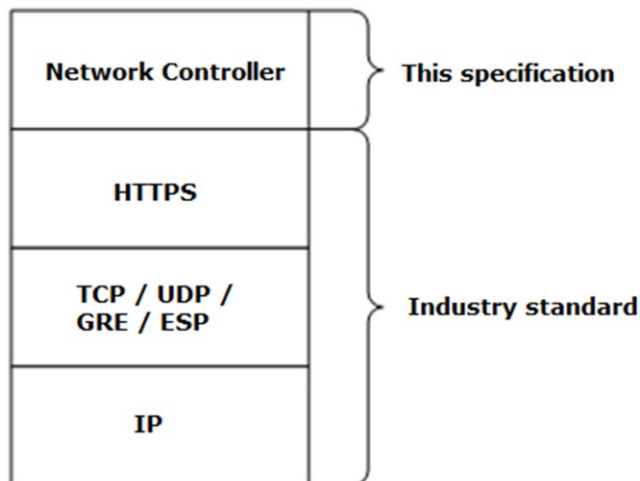 Network Controller
This specification
HTTPS
TCP / UDP /
GRE / ESP
Industry standard
IP